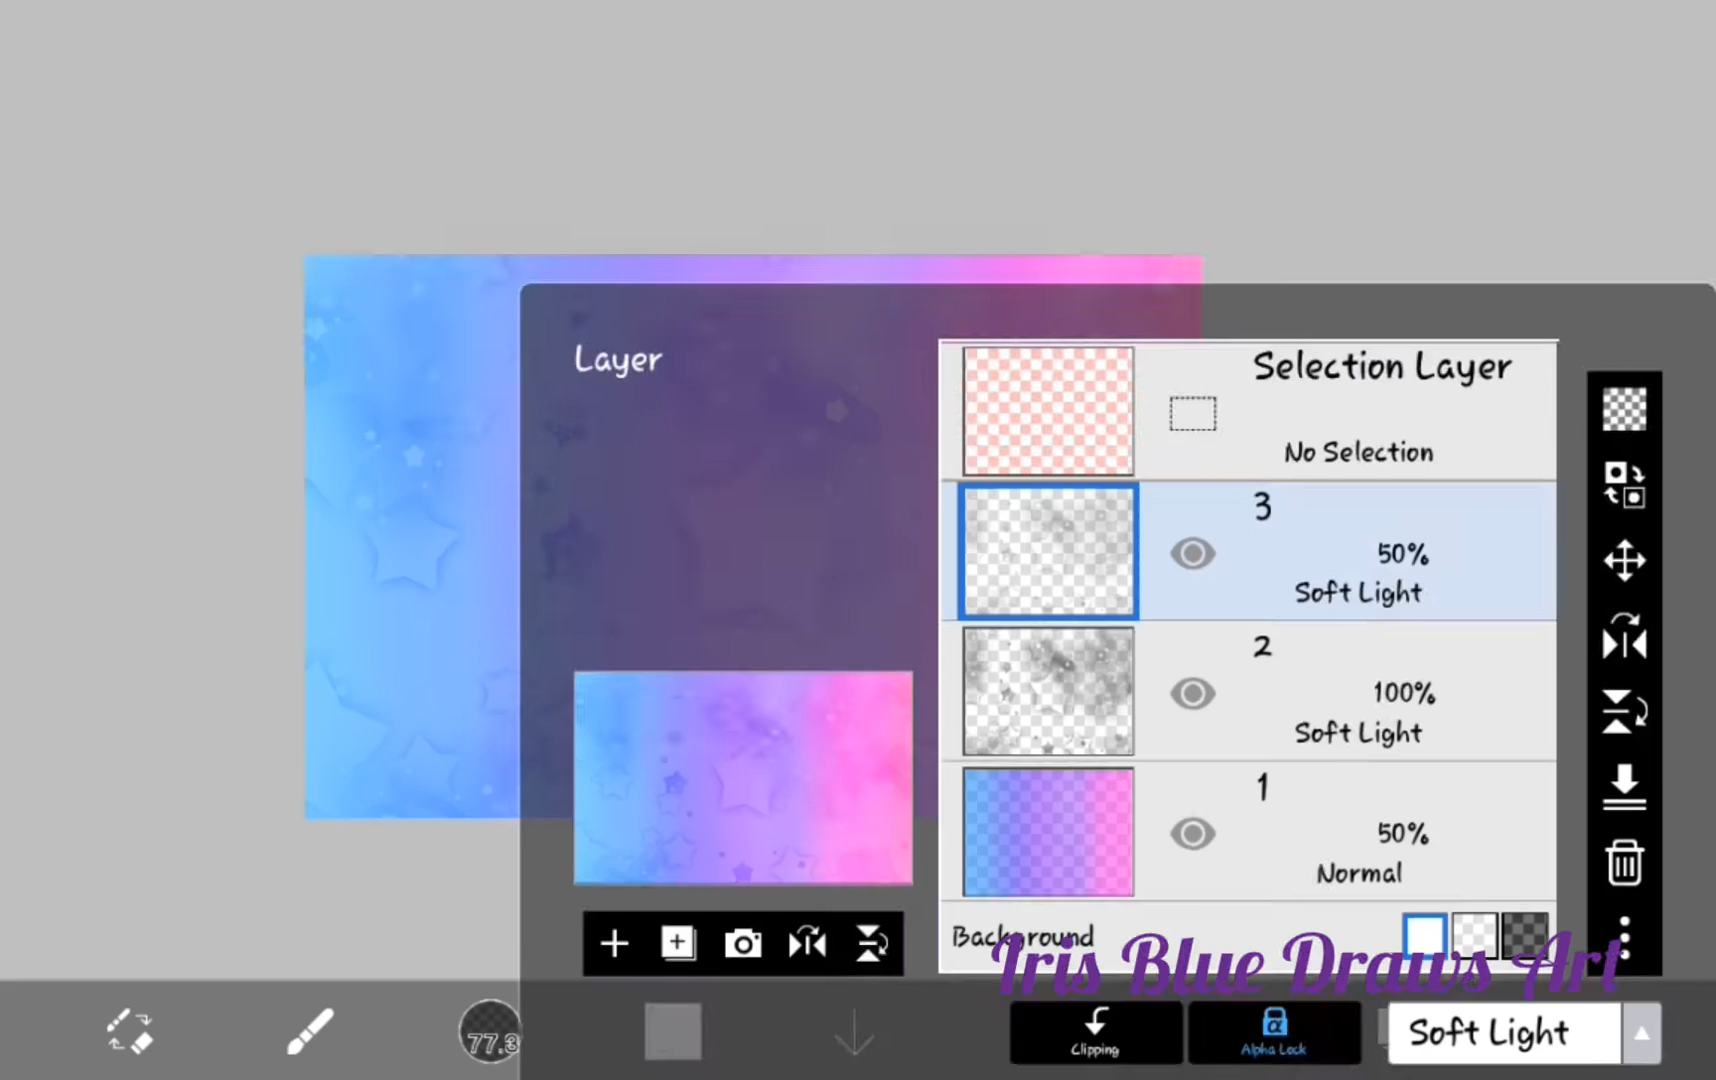 Layer
Selection Layer
No Selection
3
50%
Soft Light
2
100%
Soft Light
1
50%
Normal
Background
Iris Blue Draws Art
77.3
Clipping
Alpha Lock
Soft Light